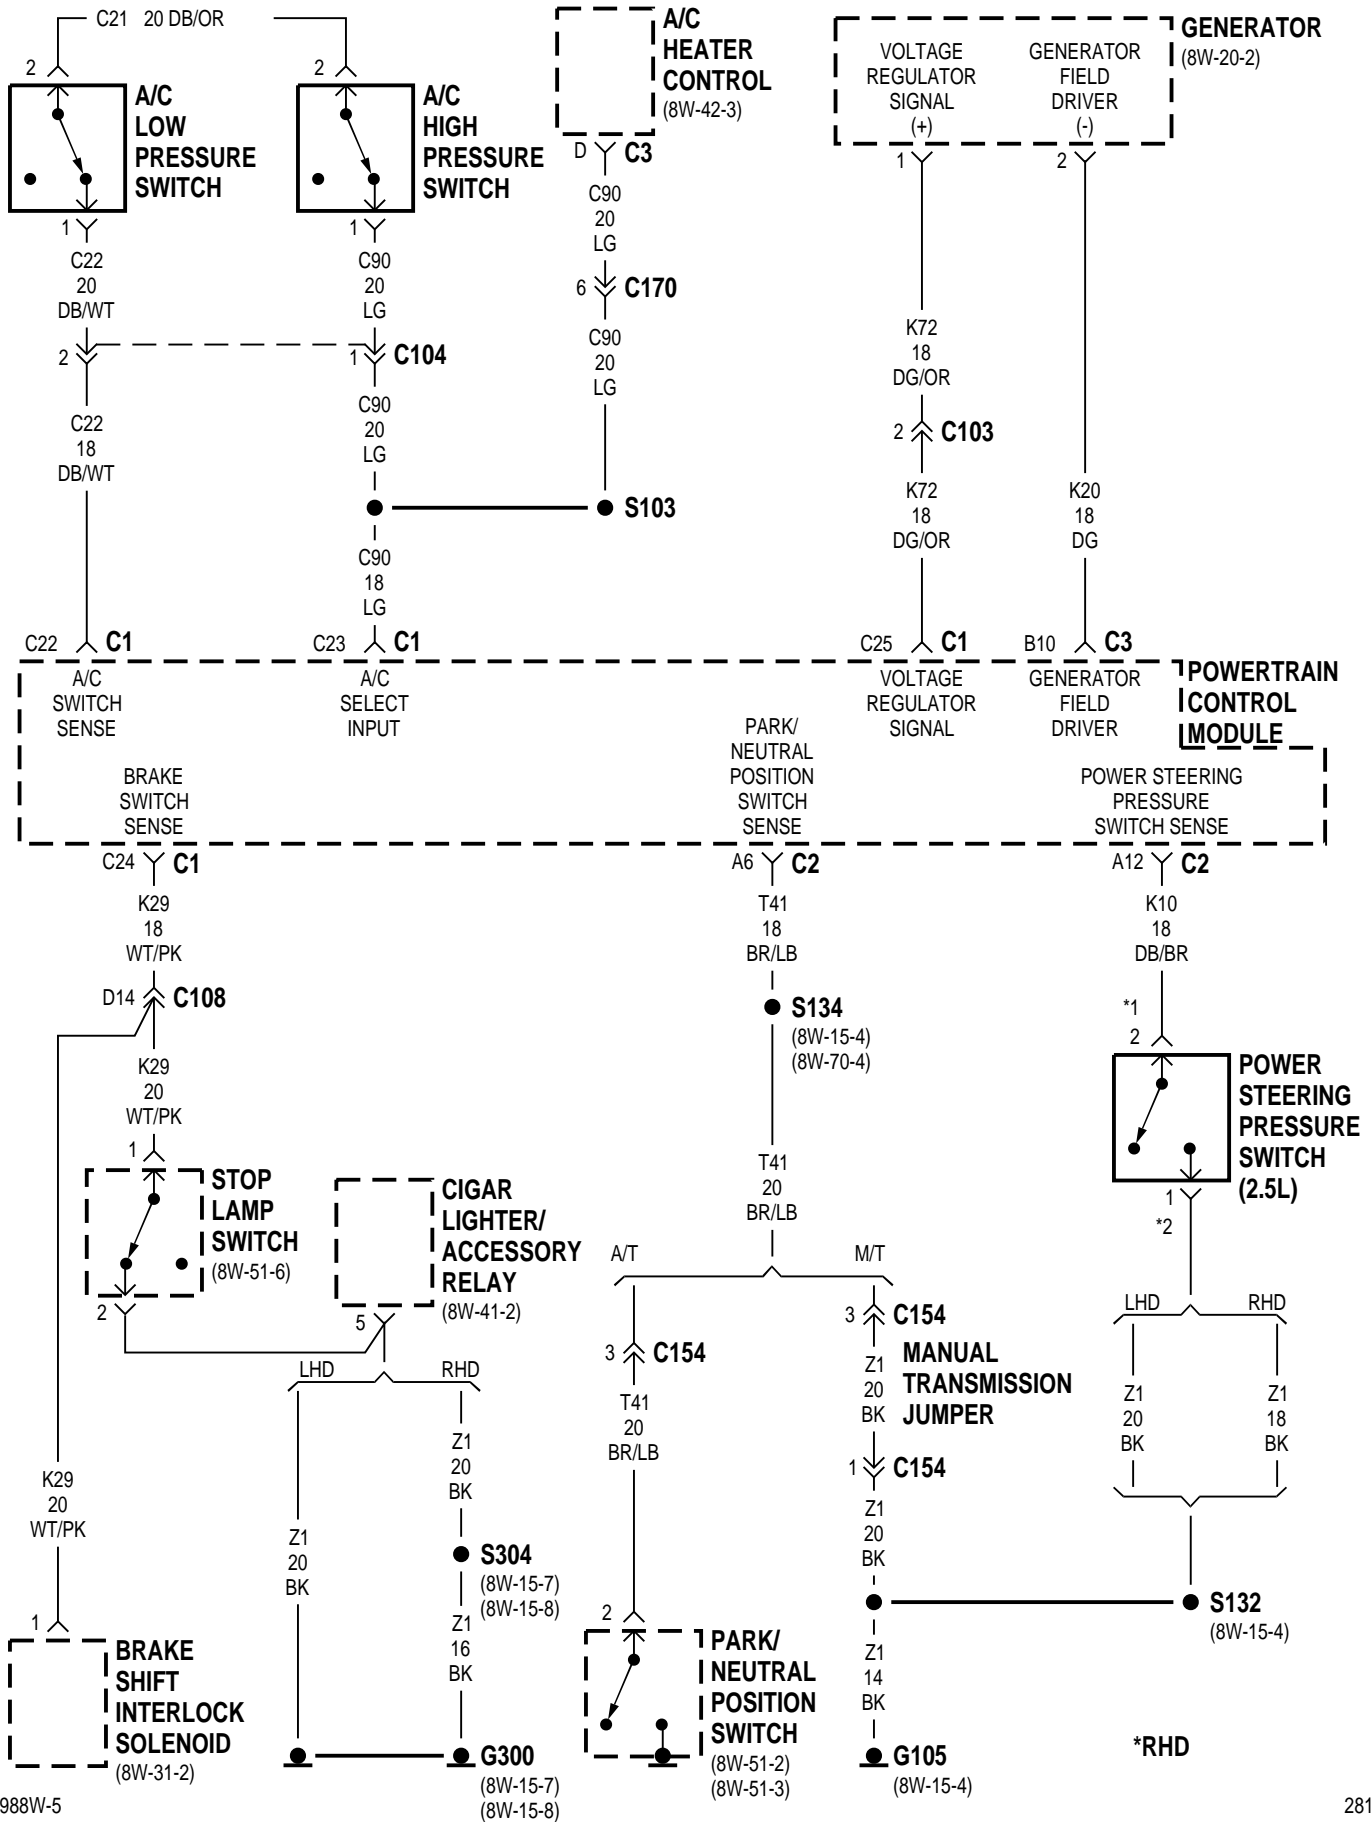 C21 20 DB/OR
2
A/C
LOW
PRESSURE
SWITCH
1
C22
20
DB/WT
2
C22
18
DB/WT
C22 C1
2
A/C
HIGH
PRESSURE
SWITCH
1
C90
20
LG
1 C104
C90
20
LG
C90
18
LG
C23 C1
A/C
HEATER
CONTROL
(8W-42-3)
D C3
C90
20
LG
6 C170
C90
20
LG
S103
GENERATOR
(8W-20-2)
VOLTAGE
REGULATOR
SIGNAL
(+)
1
K72
18
DG/OR
2 C103
K72
18
DG/OR
C25 C1
GENERATOR
FIELD
DRIVER
(-)
2
K20
18
DG
B10 C3
POWERTRAIN
CONTROL
MODULE
A/C
SWITCH
SENSE
A/C
SELECT
INPUT
VOLTAGE
REGULATOR
SIGNAL
GENERATOR
FIELD
DRIVER
BRAKE
SWITCH
SENSE
PARK/
NEUTRAL
POSITION
SWITCH
SENSE
POWER STEERING
PRESSURE
SWITCH SENSE
C24 C1
K29
18
WT/PK
D14 C108
K29
20
WT/PK
1
STOP
LAMP
SWITCH
(8W-51-6)
2
K29
20
WT/PK
1
BRAKE
SHIFT
INTERLOCK
SOLENOID
(8W-31-2)
CIGAR
LIGHTER/
ACCESSORY
RELAY
(8W-41-2)
5
LHD
RHD
Z1
20
BK
Z1
20
BK
S304
(8W-15-7)
(8W-15-8)
Z1
16
BK
G300
(8W-15-7)
(8W-15-8)
A6 C2
T41
18
BR/LB
S134
(8W-15-4)
(8W-70-4)
T41
20
BR/LB
A/T
M/T
3 C154
T41
20
BR/LB
2
PARK/
NEUTRAL
POSITION
SWITCH
(8W-51-2)
(8W-51-3)
3 C154
Z1
20
BK
MANUAL
TRANSMISSION
JUMPER
1 C154
Z1
20
BK
Z1
14
BK
G105
(8W-15-4)
A12 C2
K10
18
DB/BR
*1
2
POWER
STEERING
PRESSURE
SWITCH
(2.5L)
1
*2
LHD
RHD
Z1
20
BK
Z1
18
BK
S132
(8W-15-4)
*RHD
988W-5
281